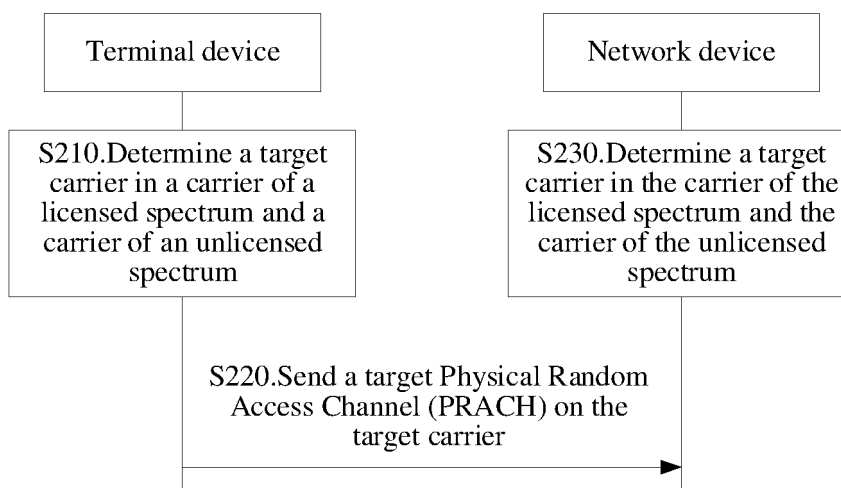 Terminal device
Network device
S210.Determine a target
carrier in a carrier of a
licensed spectrum and a
carrier of an unlicensed
spectrum
S230.Determine a target
carrier in the carrier of the
licensed spectrum and the
carrier of the unlicensed
spectrum
S220.Send a target Physical Random
Access Channel (PRACH) on the
target carrier